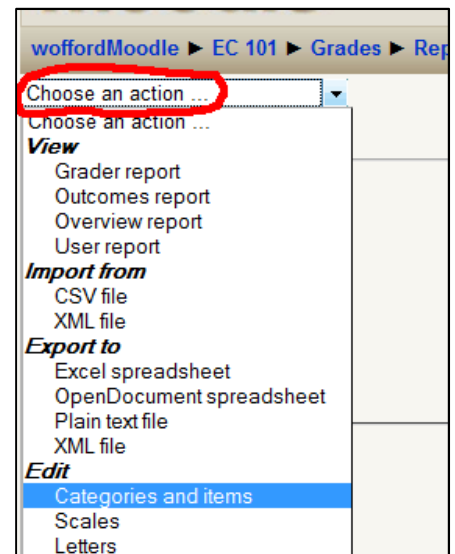 woffordMoodle ► EC 101 ► Grades ► Rep
Choose an action ...
Choose an action ...
View
Grader report
Outcomes report
Overview report
User report
Import from
CSV file
XML file
Export to
Excel spreadsheet
OpenDocument spreadsheet
Plain text file
XML file
Edit
Categories and items
Scales
Letters